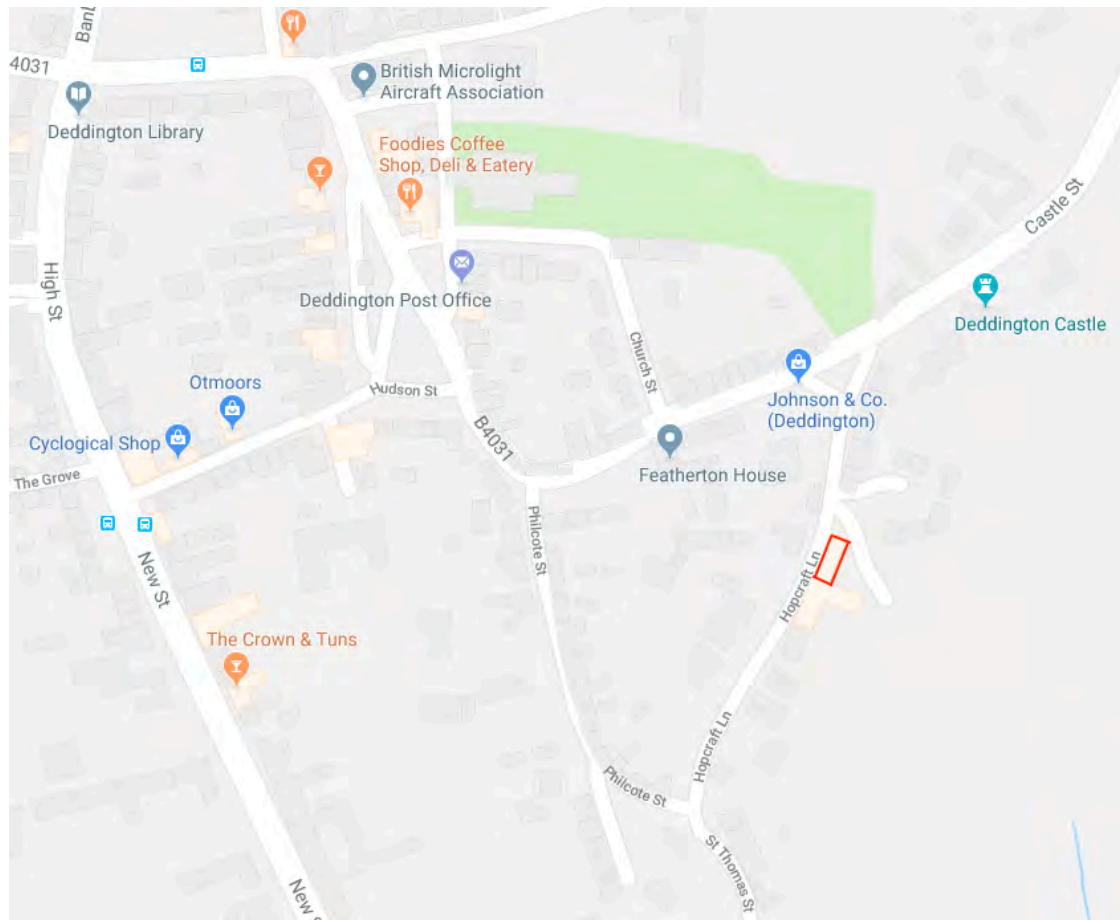 Banb
4031
Deddington Library
British Microlight
Aircraft Association
Foodies Coffee
Shop, Deli & Eatery
Castle St
High St
Deddington Post Office
Deddington Castle
Church St
Otmoors
Hudson St
Johnson & Co.
(Deddington)
Cyclogical Shop
B4031
The Grove
Featherton House
Philcote St
New St
Hopcraft Ln
The Crown & Tuns
Hopcraft Ln
Philcote St
St Thomas St
New S